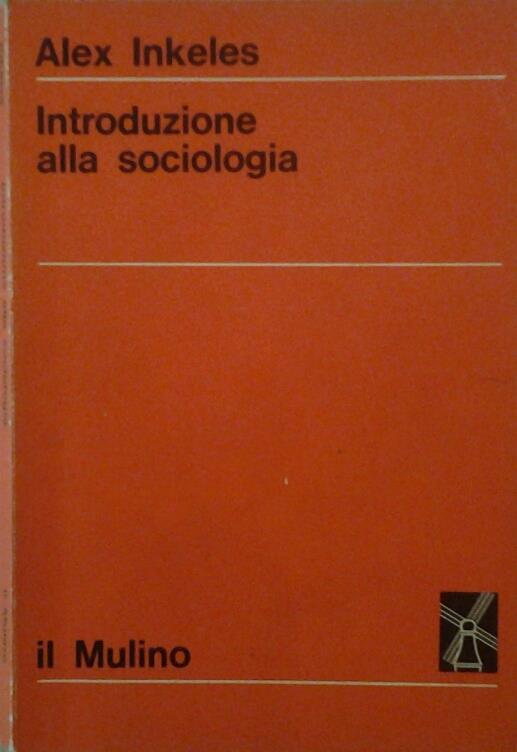 Alex Inkeles
Introduzione
alla sociologia
il Mulino